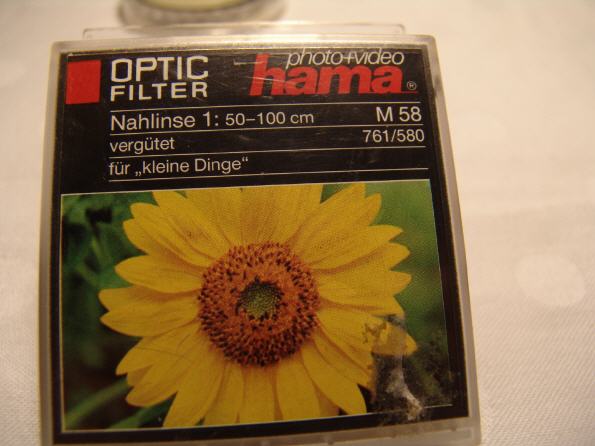 photo+video
OPTIC hama®
FILTER
Nahlinse 1: 50–100 cm M 58
vergütet 761/580
für „kleine Dinge“